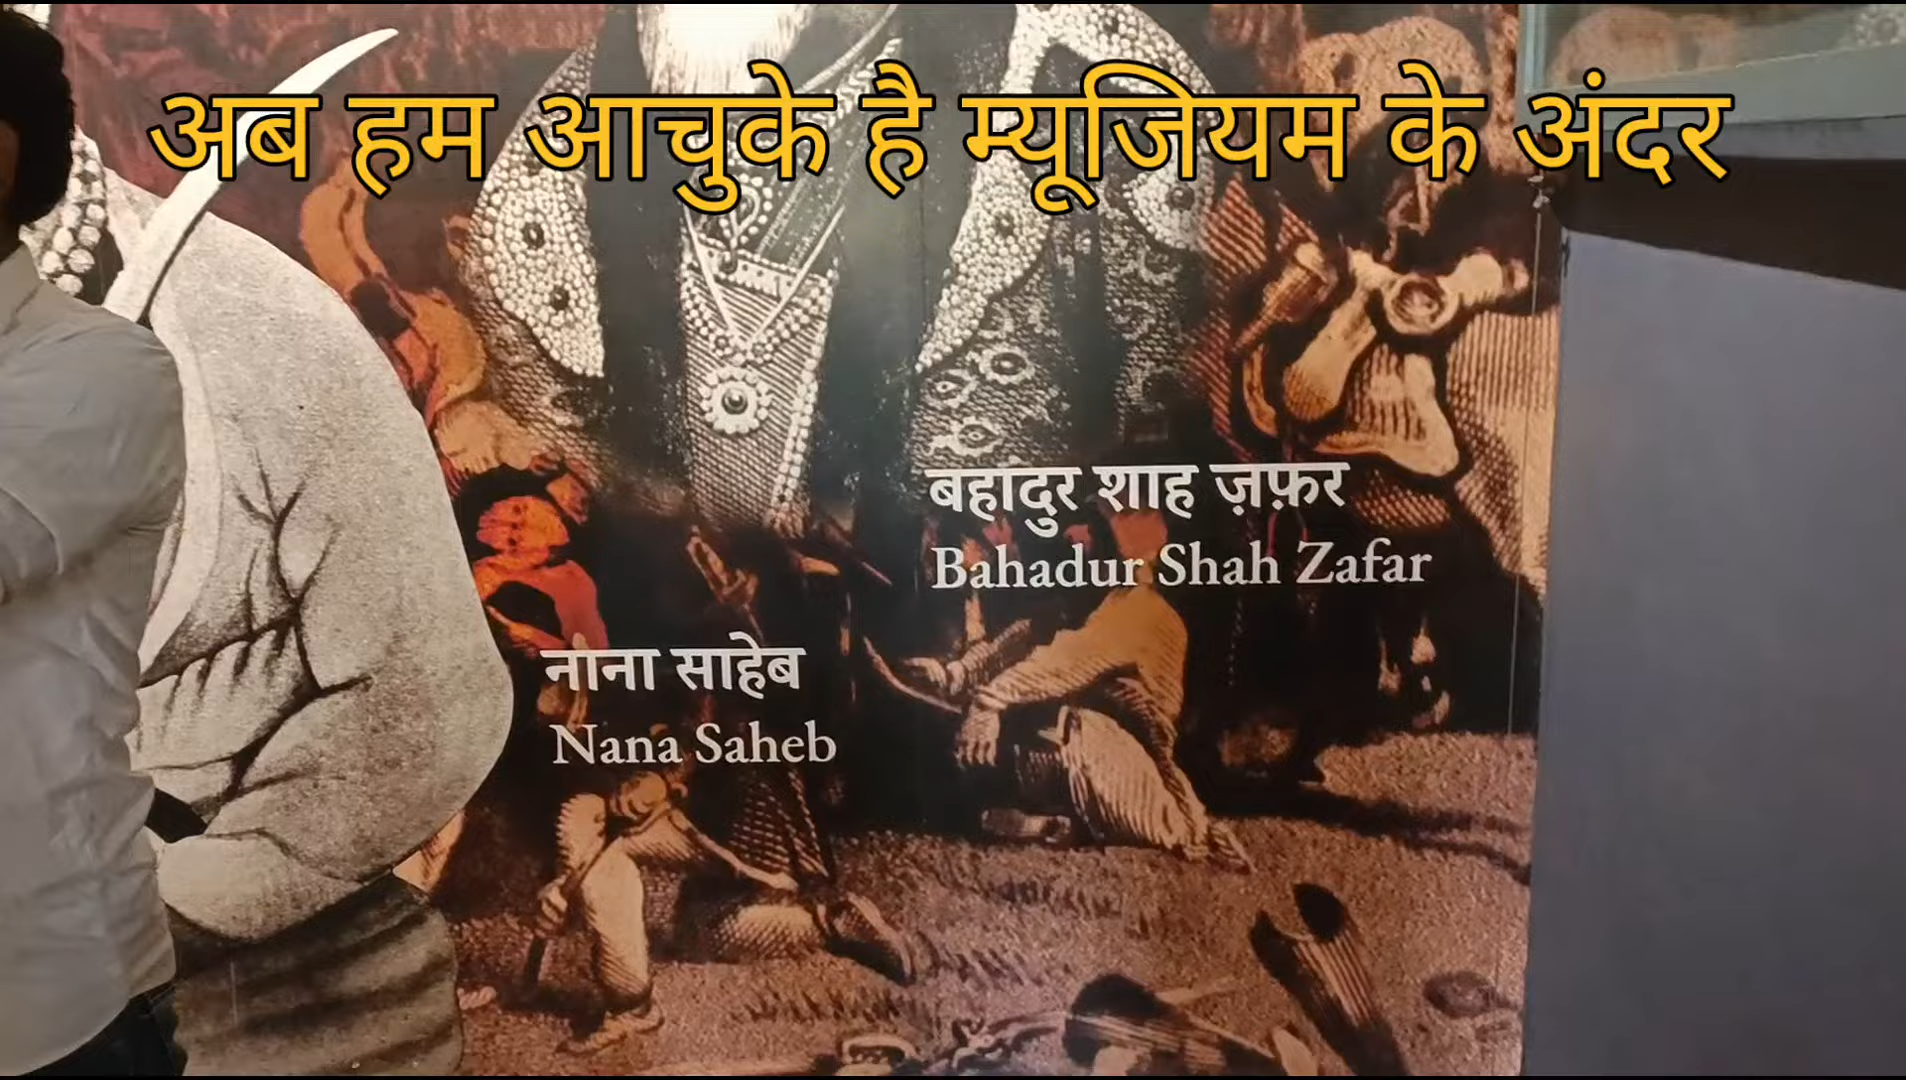 अब हम आचुके है म्यूजियम के अंदर
बहादुर शाह ज़फ़र
Bahadur Shah Zafar
नाना साहेब
Nana Saheb